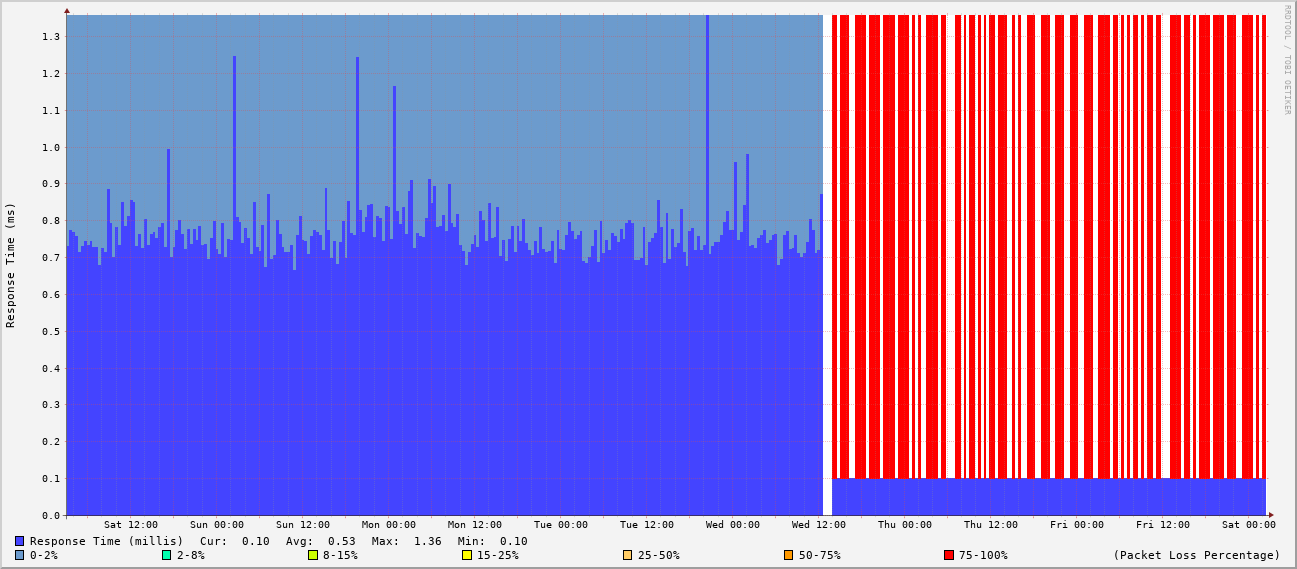 RRDTOOL / TOBI OETIKER
Response Time (ms)
1.3
1.2
1.1
1.0
0.9
0.8
0.7
0.6
0.5
0.4
0.3
0.2
0.1
0.0
Sat 12:00 Sun 00:00 Sun 12:00 Mon 00:00 Mon 12:00 Tue 00:00 Tue 12:00 Wed 00:00 Wed 12:00 Thu 00:00 Thu 12:00 Fri 00:00 Fri 12:00 Sat 00:00
Response Time (millis) Cur: 0.10 Avg: 0.53 Max: 1.36 Min: 0.10
0-2% 2-8% 8-15% 15-25% 25-50% 50-75% 75-100% (Packet Loss Percentage)